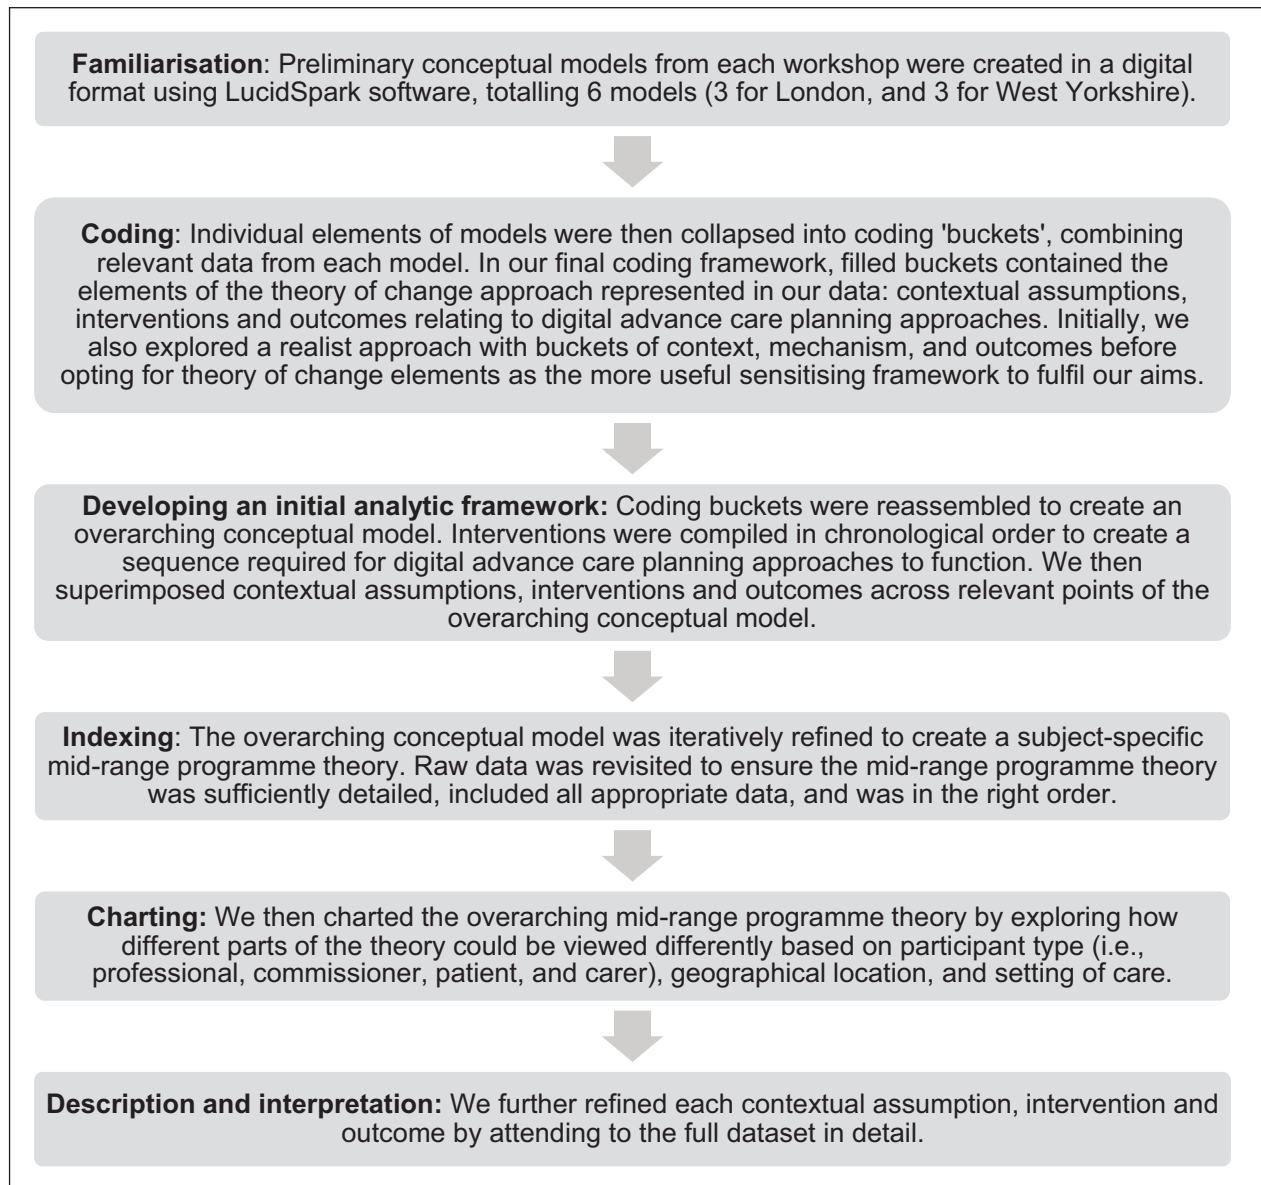 Familiarisation: Preliminary conceptual models from each workshop were created in a digital
format using LucidSpark software, totalling 6 models (3 for London, and 3 for West Yorkshire).
Coding: Individual elements of models were then collapsed into coding 'buckets', combining
relevant data from each model. In our final coding framework, filled buckets contained the
elements of the theory of change approach represented in our data: contextual assumptions,
interventions and outcomes relating to digital advance care planning approaches. Initially, we
also explored a realist approach with buckets of context, mechanism, and outcomes before
opting for theory of change elements as the more useful sensitising framework to fulfil our aims.
Developing an initial analytic framework: Coding buckets were reassembled to create an
overarching conceptual model. Interventions were compiled in chronological order to create a
sequence required for digital advance care planning approaches to function. We then
superimposed contextual assumptions, interventions and outcomes across relevant points of the
overarching conceptual model.
Indexing: The overarching conceptual model was iteratively refined to create a subject-specific
mid-range programme theory. Raw data was revisited to ensure the mid-range programme theory
was sufficiently detailed, included all appropriate data, and was in the right order.
Charting: We then charted the overarching mid-range programme theory by exploring how
different parts of the theory could be viewed differently based on participant type (i.e.,
professional, commissioner, patient, and carer), geographical location, and setting of care.
Description and interpretation: We further refined each contextual assumption, intervention and
outcome by attending to the full dataset in detail.